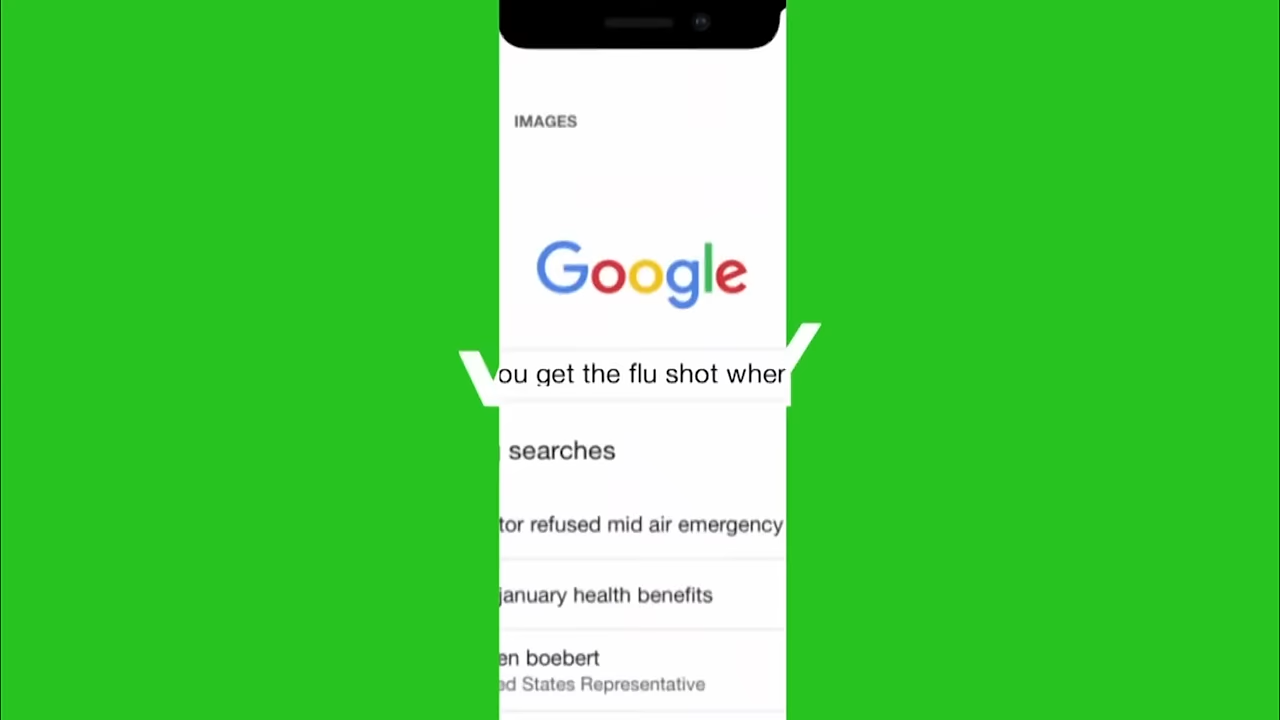 IMAGES
Google
ou get the flu shot when
searches
tor refused mid air emergency
january health benefits
en boebert
ed States Representative